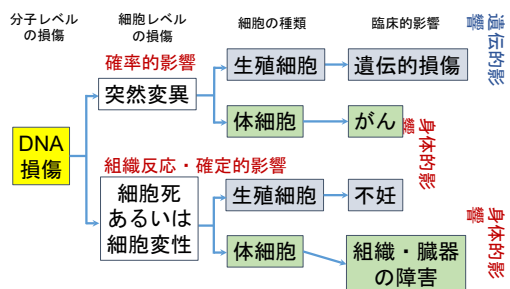 分子レベル
の損傷
細胞レベル
の損傷
細胞の種類
臨床的影響
遺伝的影
響
確率的影響
突然変異
生殖細胞
遺伝的損傷
体細胞
がん
身体的影
響
DNA
損傷
組織反応・確定的影響
細胞死
あるいは
細胞変性
生殖細胞
不妊
体細胞
組織・臓器
の障害
身体的影
響